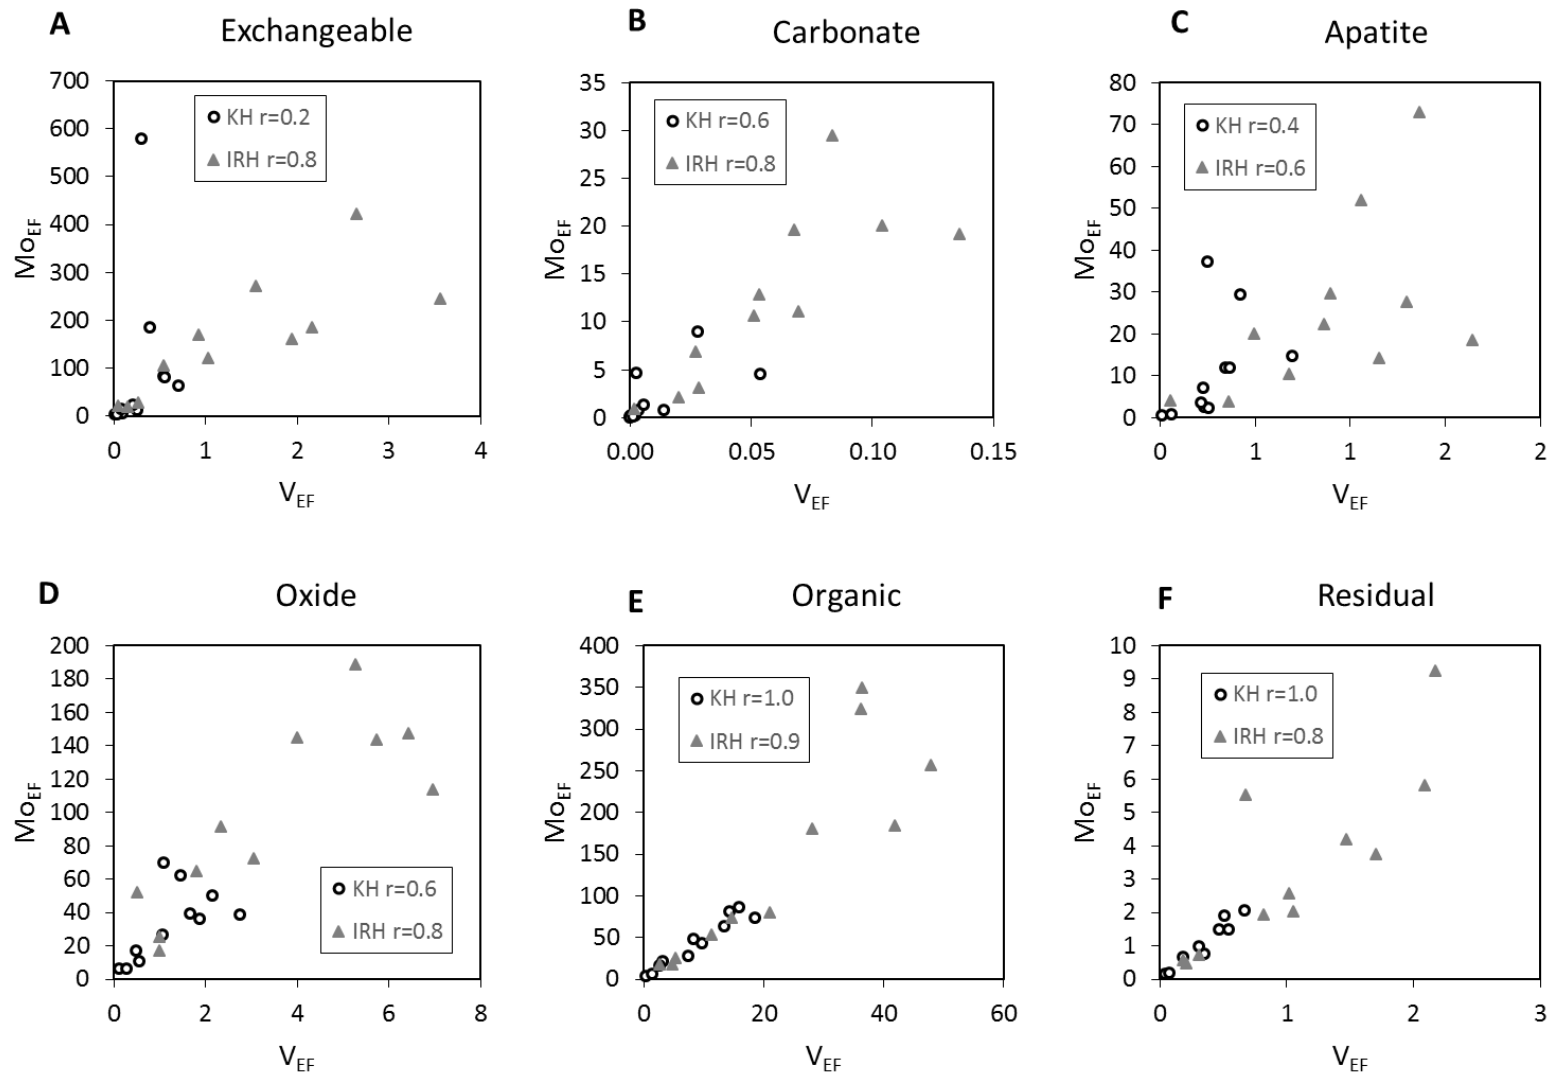 A
Exchangeable
700
600
500
400
300
200
100
0
0
1
2
3
4
Mo_EF
V_EF
KH r=0.2
IRH r=0.8
B
Carbonate
35
30
25
20
15
10
5
0
0.00
0.05
0.10
0.15
Mo_EF
V_EF
KH r=0.6
IRH r=0.8
C
Apatite
80
70
60
50
40
30
20
10
0
0
1
1
2
2
Mo_EF
V_EF
KH r=0.4
IRH r=0.6
D
Oxide
200
180
160
140
120
100
80
60
40
20
0
0
2
4
6
8
Mo_EF
V_EF
KH r=0.6
IRH r=0.8
E
Organic
400
350
300
250
200
150
100
50
0
0
20
40
60
Mo_EF
V_EF
KH r=1.0
IRH r=0.9
F
Residual
10
9
8
7
6
5
4
3
2
1
0
0
1
2
3
Mo_EF
V_EF
KH r=1.0
IRH r=0.8